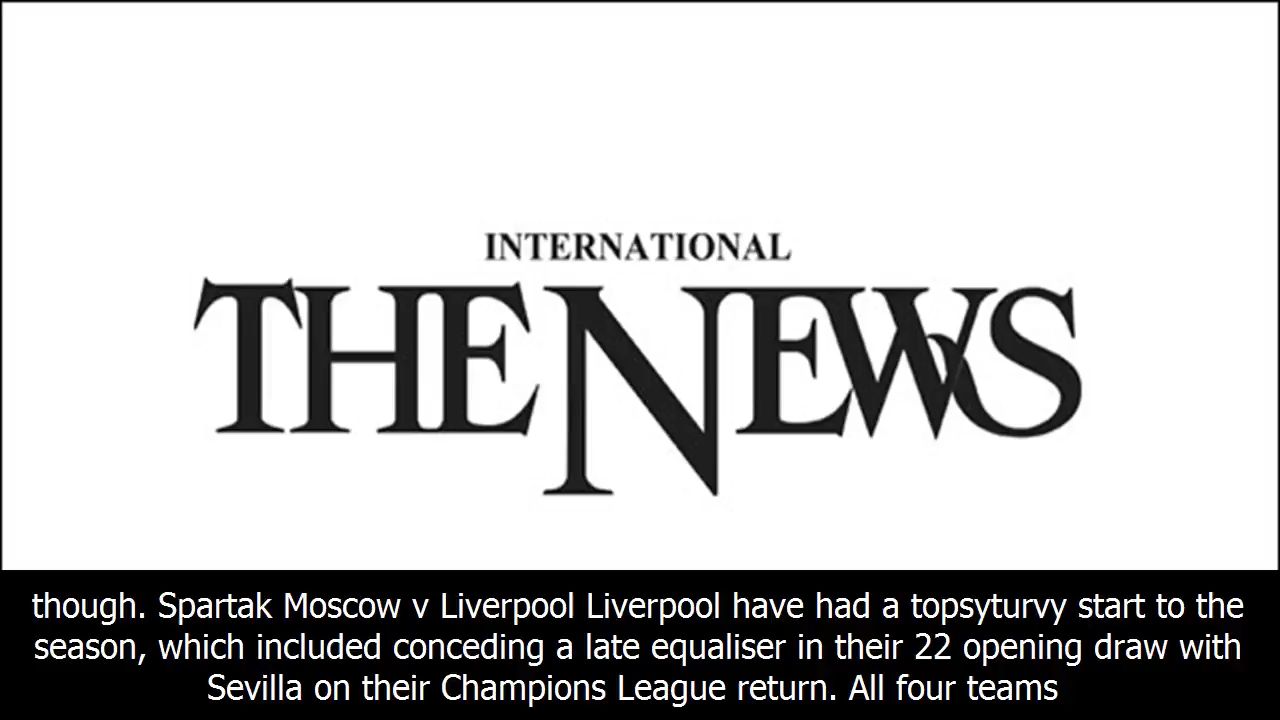 INTERNATIONAL
THE NEWS
though. Spartak Moscow v Liverpool Liverpool have had a topsyturvy start to the
season, which included conceding a late equaliser in their 22 opening draw with
Sevilla on their Champions League return. All four teams